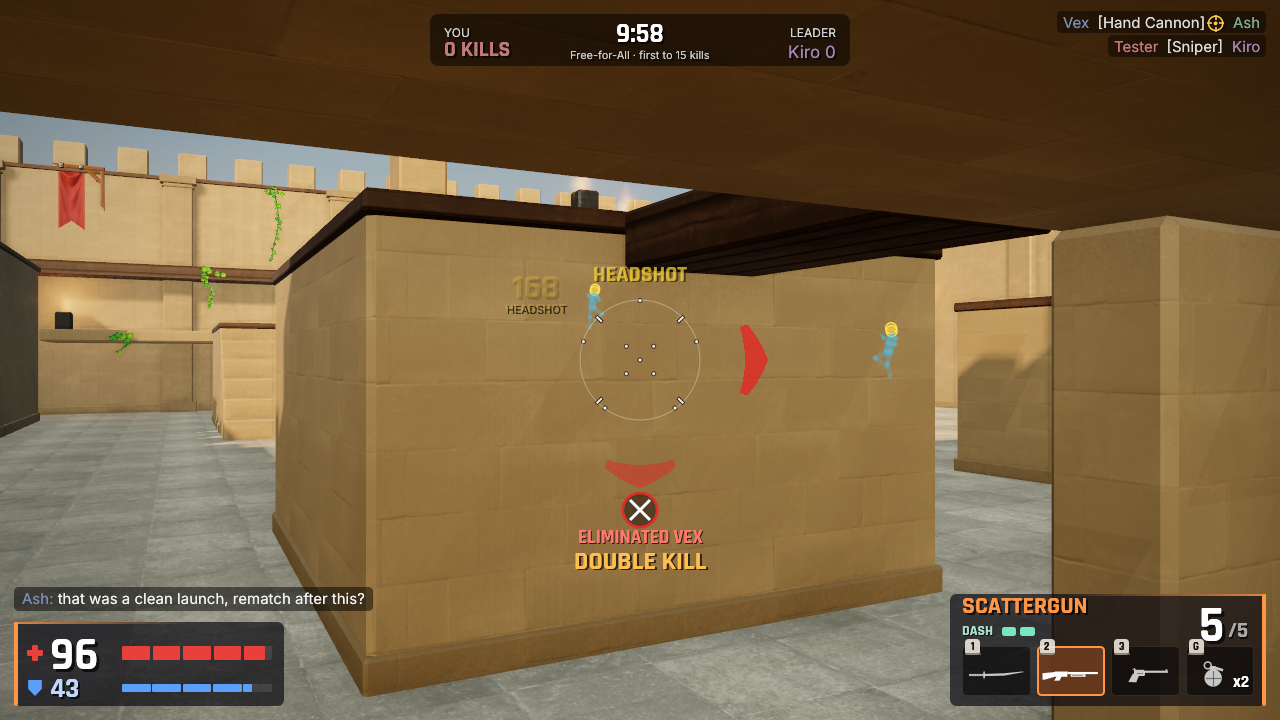 YOU
0 KILLS
9:58
Free-for-All · first to 15 kills
LEADER
Kiro 0
Vex [Hand Cannon] Ash
Tester [Sniper] Kiro
HEADSHOT
168
HEADSHOT
ELIMINATED VEX
DOUBLE KILL
Ash: that was a clean launch, rematch after this?
96
43
SCATTERGUN
DASH
5 /5
1
2
3
G
x2